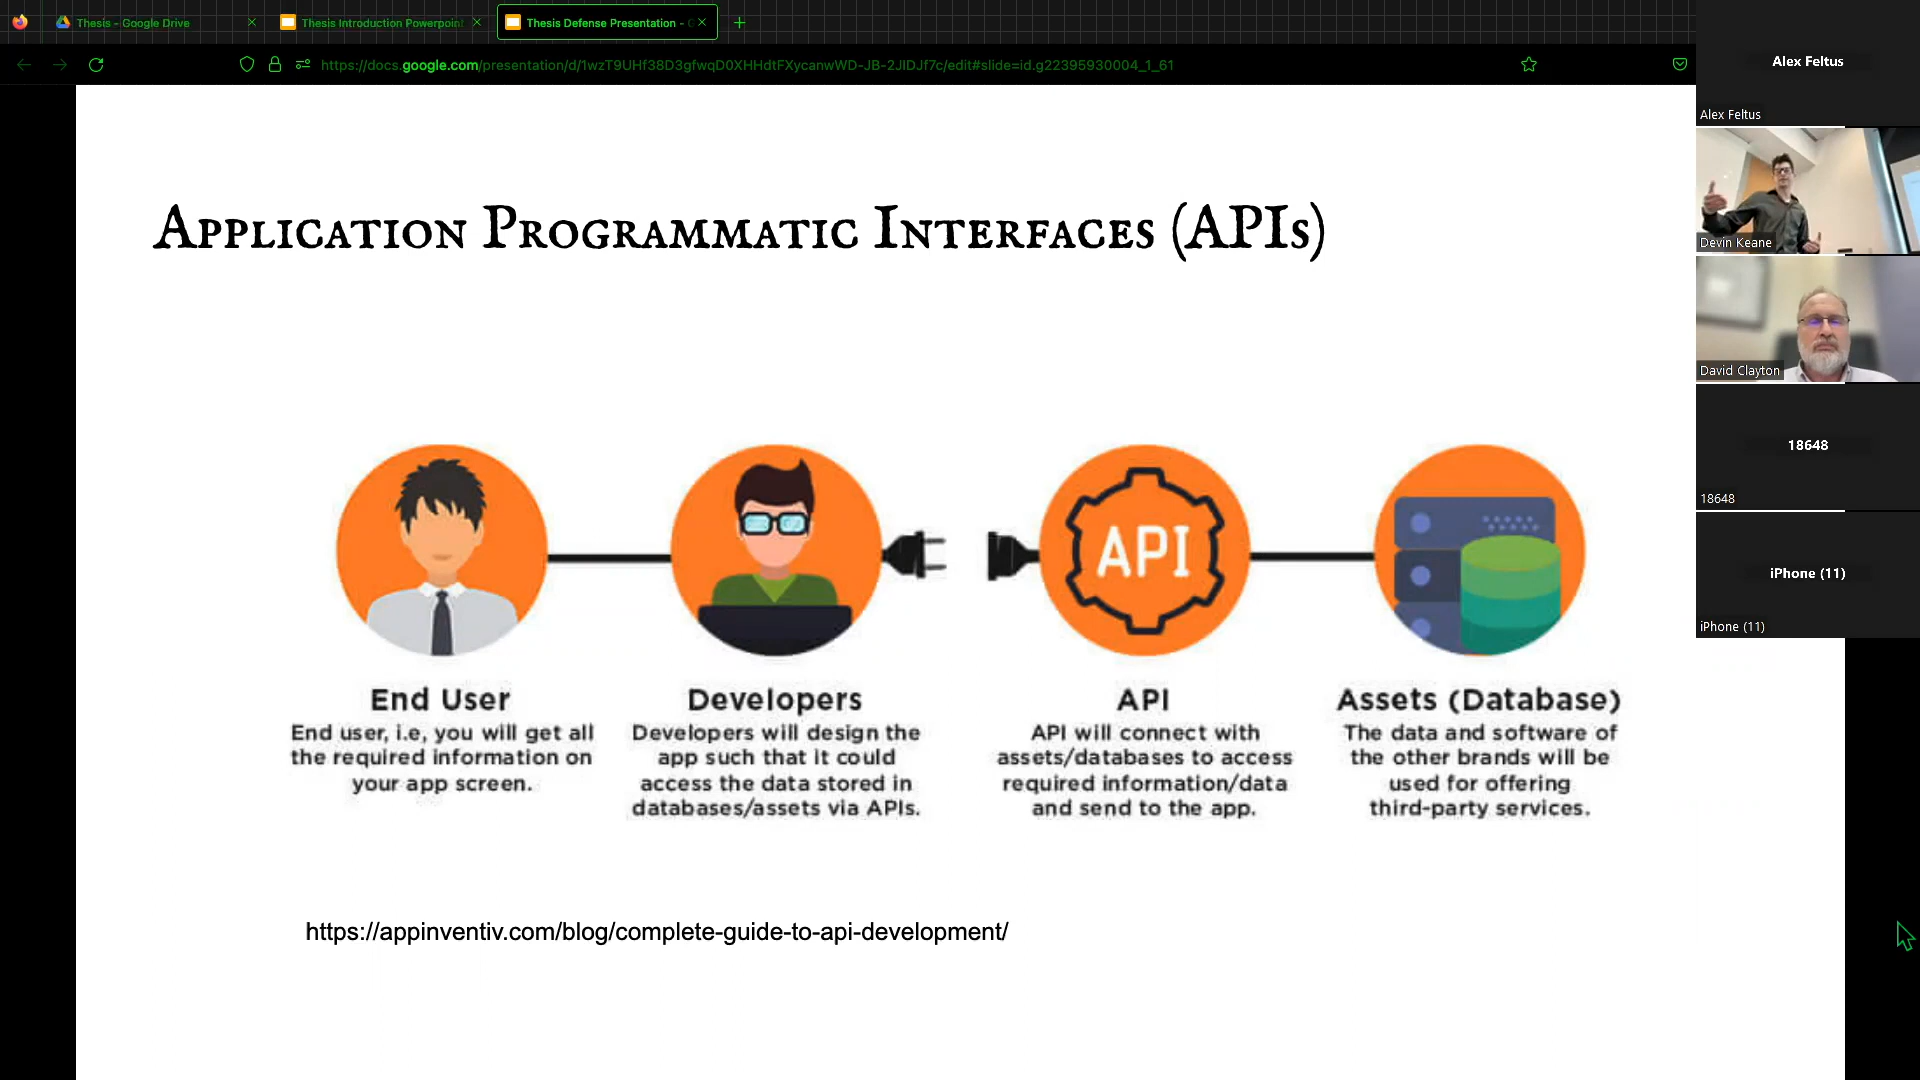 Thesis - Google Drive
Thesis Introduction Powerpoint
Thesis Defense Presentation -
https://docs.google.com/presentation/d/1wzT9UHf38D3gfwqD0XHHdtFXycanwWD-JB-2JIDJf7c/edit#slide=id.g22395930004_1_61
Alex Feltus
Alex Feltus
Devin Keane
David Clayton
18648
18648
iPhone (11)
iPhone (11)
Application Programmatic Interfaces (APIs)
API
End User
End user, i.e, you will get all
the required information on
your app screen.
Developers
Developers will design the
app such that it could
access the data stored in
databases/assets via APIs.
API
API will connect with
assets/databases to access
required information/data
and send to the app.
Assets (Database)
The data and software of
the other brands will be
used for offering
third-party services.
https://appinventiv.com/blog/complete-guide-to-api-development/